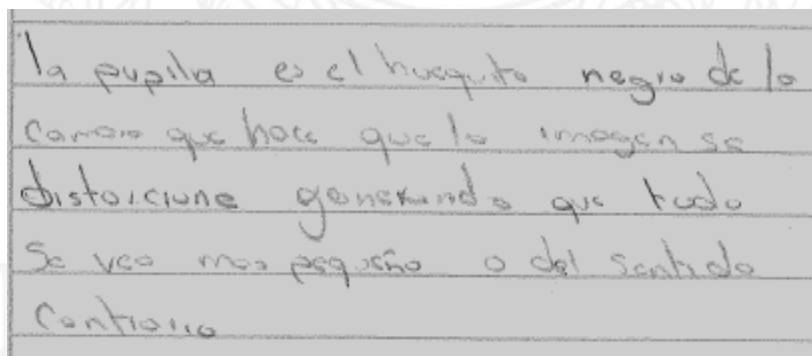 la pupila es el huequito negro de la
camara que hace que la imagen se
distorcione generando que todo
se vea mas pequeño o del sentido
contrario